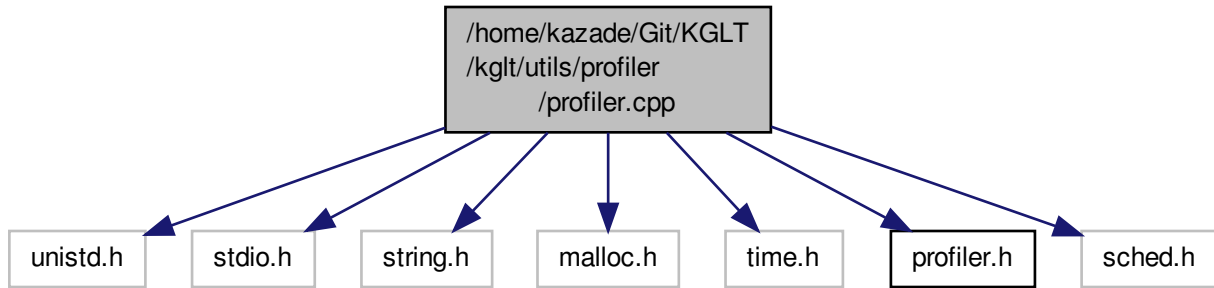 /home/kazade/Git/KGLT
/kglt/utils/profiler
/profiler.cpp
unistd.h
stdio.h
string.h
malloc.h
time.h
profiler.h
sched.h